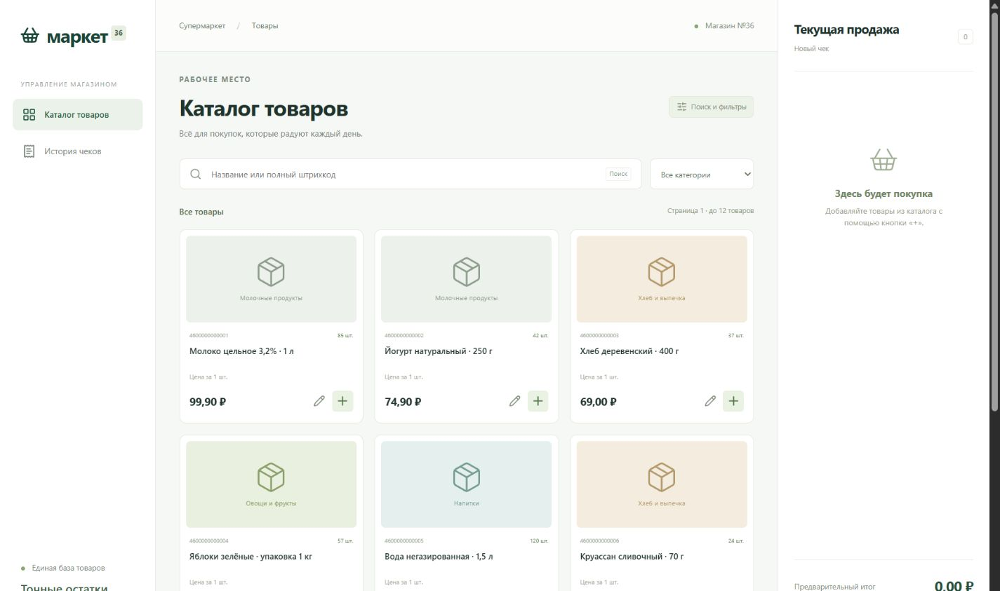 маркет 36
УПРАВЛЕНИЕ МАГАЗИНОМ
Каталог товаров
История чеков
Единая база товаров
Точные остатки
Супермаркет / Товары
Магазин №36
РАБОЧЕЕ МЕСТО
Каталог товаров
Поиск и фильтры
Всё для покупок, которые радуют каждый день.
Название или полный штрихкод
Поиск
Все категории
Все товары
Страница 1 · до 12 товаров
Молочные продукты
4600000000001 85 шт.
Молоко цельное 3,2% · 1 л
Цена за 1 шт.
99,90 ₽
Молочные продукты
4600000000002 42 шт.
Йогурт натуральный · 250 г
Цена за 1 шт.
74,90 ₽
Хлеб и выпечка
4600000000003 37 шт.
Хлеб деревенский · 400 г
Цена за 1 шт.
69,00 ₽
Овощи и фрукты
4600000000004 57 шт.
Яблоки зелёные · упаковка 1 кг
Цена за 1 шт.
Напитки
4600000000005 120 шт.
Вода негазированная · 1,5 л
Цена за 1 шт.
Хлеб и выпечка
4600000000006 24 шт.
Круассан сливочный · 70 г
Цена за 1 шт.
Текущая продажа
0
Новый чек
Здесь будет покупка
Добавляйте товары из каталога с
помощью кнопки «+».
Предварительный итог 0,00 ₽